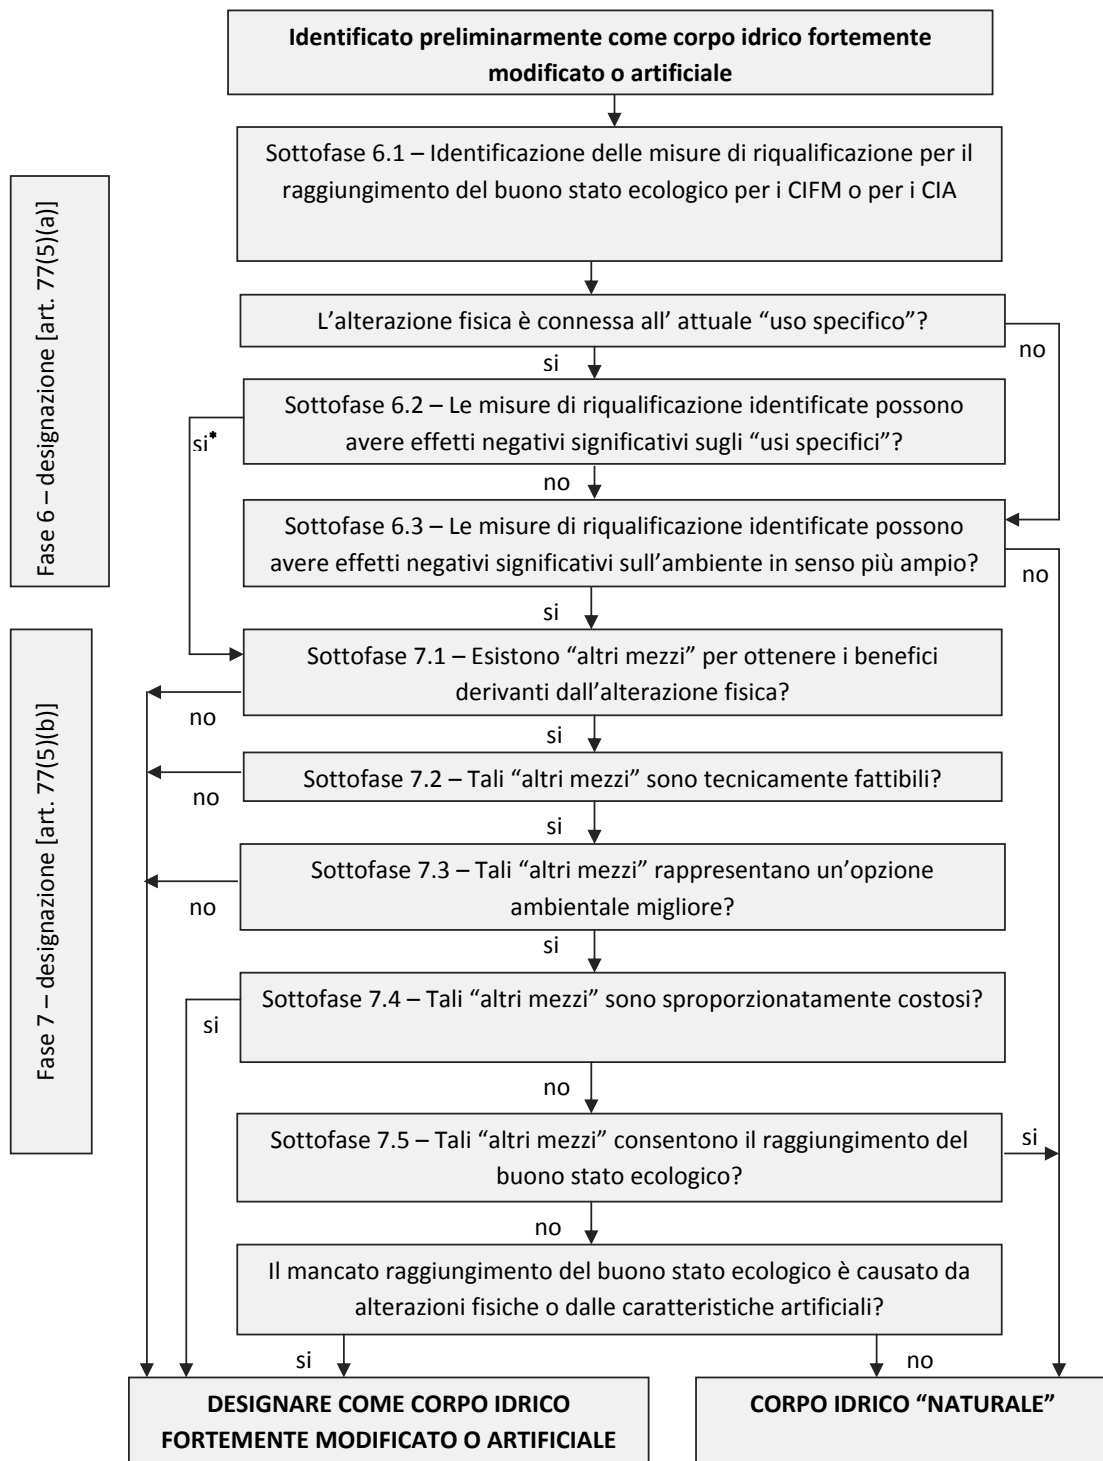 Identificato preliminarmente come corpo idrico fortemente
modificato o artificiale
Sottofase 6.1 – Identificazione delle misure di riqualificazione per il
raggiungimento del buono stato ecologico per i CIFM o per i CIA
Fase 6 – designazione [art. 77(5)(a)]
L’alterazione fisica è connessa all’ attuale “uso specifico”?
no
si
Sottofase 6.2 – Le misure di riqualificazione identificate possono
avere effetti negativi significativi sugli “usi specifici”?
si*
no
Sottofase 6.3 – Le misure di riqualificazione identificate possono
avere effetti negativi significativi sull’ambiente in senso più ampio?
no
si
Fase 7 – designazione [art. 77(5)(b)]
Sottofase 7.1 – Esistono “altri mezzi” per ottenere i benefici
derivanti dall’alterazione fisica?
no
si
Sottofase 7.2 – Tali “altri mezzi” sono tecnicamente fattibili?
no
si
Sottofase 7.3 – Tali “altri mezzi” rappresentano un’opzione
ambientale migliore?
no
si
Sottofase 7.4 – Tali “altri mezzi” sono sproporzionatamente costosi?
si
no
Sottofase 7.5 – Tali “altri mezzi” consentono il raggiungimento del
buono stato ecologico?
si
no
Il mancato raggiungimento del buono stato ecologico è causato da
alterazioni fisiche o dalle caratteristiche artificiali?
si
no
DESIGNARE COME CORPO IDRICO
FORTEMENTE MODIFICATO O ARTIFICIALE
CORPO IDRICO “NATURALE”